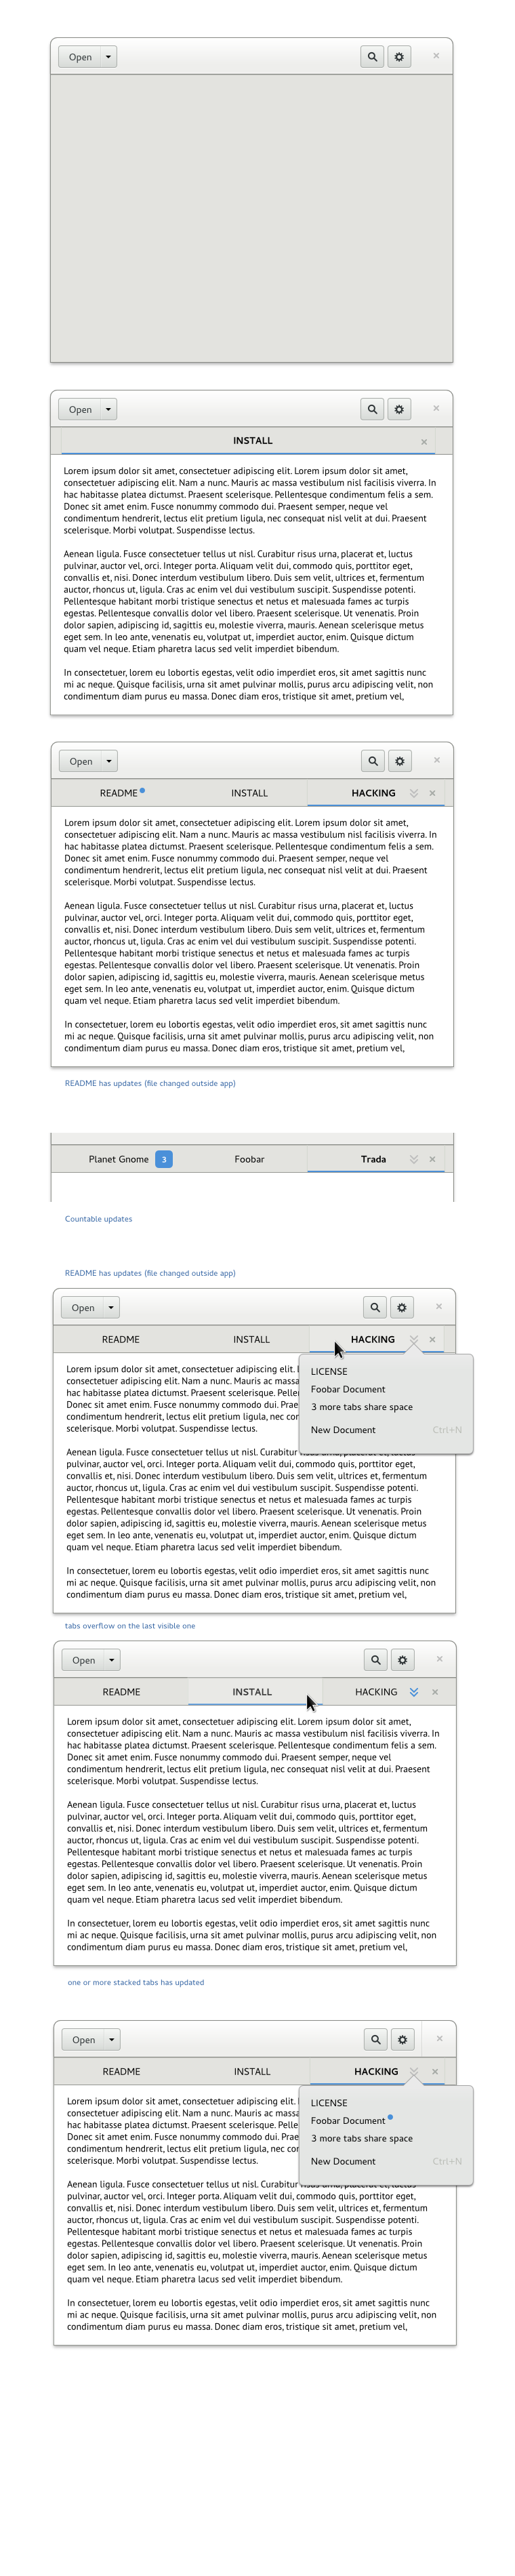 Open
Open
INSTALL
Lorem ipsum dolor sit amet, consectetuer adipiscing elit. Lorem ipsum dolor sit amet,
consectetuer adipiscing elit. Nam a nunc. Mauris ac massa vestibulum nisl facilisis viverra. In
hac habitasse platea dictumst. Praesent scelerisque. Pellentesque condimentum felis a sem.
Donec sit amet enim. Fusce nonummy commodo dui. Praesent semper, neque vel
condimentum hendrerit, lectus elit pretium ligula, nec consequat nisl velit at dui. Praesent
scelerisque. Morbi volutpat. Suspendisse lectus.
Aenean ligula. Fusce consectetuer tellus ut nisl. Curabitur risus urna, placerat et, luctus
pulvinar, auctor vel, orci. Integer porta. Aliquam velit dui, commodo quis, porttitor eget,
convallis et, nisi. Donec interdum vestibulum libero. Duis sem velit, ultrices et, fermentum
auctor, rhoncus ut, ligula. Cras ac enim vel dui vestibulum suscipit. Suspendisse potenti.
Pellentesque habitant morbi tristique senectus et netus et malesuada fames ac turpis
egestas. Pellentesque convallis dolor vel libero. Praesent scelerisque. Ut venenatis. Proin
dolor sapien, adipiscing id, sagittis eu, molestie viverra, mauris. Aenean scelerisque metus
eget sem. In leo ante, venenatis eu, volutpat ut, imperdiet auctor, enim. Quisque dictum
quam vel neque. Etiam pharetra lacus sed velit imperdiet bibendum.
In consectetuer, lorem eu lobortis egestas, velit odio imperdiet eros, sit amet sagittis nunc
mi ac neque. Quisque facilisis, urna sit amet pulvinar mollis, purus arcu adipiscing velit, non
condimentum diam purus eu massa. Donec diam eros, tristique sit amet, pretium vel,
Open
README INSTALL HACKING
Lorem ipsum dolor sit amet, consectetuer adipiscing elit. Lorem ipsum dolor sit amet,
consectetuer adipiscing elit. Nam a nunc. Mauris ac massa vestibulum nisl facilisis viverra. In
hac habitasse platea dictumst. Praesent scelerisque. Pellentesque condimentum felis a sem.
Donec sit amet enim. Fusce nonummy commodo dui. Praesent semper, neque vel
condimentum hendrerit, lectus elit pretium ligula, nec consequat nisl velit at dui. Praesent
scelerisque. Morbi volutpat. Suspendisse lectus.
Aenean ligula. Fusce consectetuer tellus ut nisl. Curabitur risus urna, placerat et, luctus
pulvinar, auctor vel, orci. Integer porta. Aliquam velit dui, commodo quis, porttitor eget,
convallis et, nisi. Donec interdum vestibulum libero. Duis sem velit, ultrices et, fermentum
auctor, rhoncus ut, ligula. Cras ac enim vel dui vestibulum suscipit. Suspendisse potenti.
Pellentesque habitant morbi tristique senectus et netus et malesuada fames ac turpis
egestas. Pellentesque convallis dolor vel libero. Praesent scelerisque. Ut venenatis. Proin
dolor sapien, adipiscing id, sagittis eu, molestie viverra, mauris. Aenean scelerisque metus
eget sem. In leo ante, venenatis eu, volutpat ut, imperdiet auctor, enim. Quisque dictum
quam vel neque. Etiam pharetra lacus sed velit imperdiet bibendum.
In consectetuer, lorem eu lobortis egestas, velit odio imperdiet eros, sit amet sagittis nunc
mi ac neque. Quisque facilisis, urna sit amet pulvinar mollis, purus arcu adipiscing velit, non
condimentum diam purus eu massa. Donec diam eros, tristique sit amet, pretium vel,
README has updates (file changed outside app)
Planet Gnome 3 Foobar Trada
Countable updates
README has updates (file changed outside app)
Open
README INSTALL HACKING
LICENSE
Foobar Document
3 more tabs share space
New Document Ctrl+N
Lorem ipsum dolor sit amet, consectetuer adipiscing elit.
consectetuer adipiscing elit. Nam a nunc. Mauris ac massa
hac habitasse platea dictumst. Praesent scelerisque. Pelle
Donec sit amet enim. Fusce nonummy commodo dui. Prae
condimentum hendrerit, lectus elit pretium ligula, nec con
scelerisque. Morbi volutpat. Suspendisse lectus.
Aenean ligula. Fusce consectetuer tellus ut nisl. Curabitur risus urna, placerat et, luctus
pulvinar, auctor vel, orci. Integer porta. Aliquam velit dui, commodo quis, porttitor eget,
convallis et, nisi. Donec interdum vestibulum libero. Duis sem velit, ultrices et, fermentum
auctor, rhoncus ut, ligula. Cras ac enim vel dui vestibulum suscipit. Suspendisse potenti.
Pellentesque habitant morbi tristique senectus et netus et malesuada fames ac turpis
egestas. Pellentesque convallis dolor vel libero. Praesent scelerisque. Ut venenatis. Proin
dolor sapien, adipiscing id, sagittis eu, molestie viverra, mauris. Aenean scelerisque metus
eget sem. In leo ante, venenatis eu, volutpat ut, imperdiet auctor, enim. Quisque dictum
quam vel neque. Etiam pharetra lacus sed velit imperdiet bibendum.
In consectetuer, lorem eu lobortis egestas, velit odio imperdiet eros, sit amet sagittis nunc
mi ac neque. Quisque facilisis, urna sit amet pulvinar mollis, purus arcu adipiscing velit, non
condimentum diam purus eu massa. Donec diam eros, tristique sit amet, pretium vel,
tabs overflow on the last visible one
Open
README INSTALL HACKING
Lorem ipsum dolor sit amet, consectetuer adipiscing elit. Lorem ipsum dolor sit amet,
consectetuer adipiscing elit. Nam a nunc. Mauris ac massa vestibulum nisl facilisis viverra. In
hac habitasse platea dictumst. Praesent scelerisque. Pellentesque condimentum felis a sem.
Donec sit amet enim. Fusce nonummy commodo dui. Praesent semper, neque vel
condimentum hendrerit, lectus elit pretium ligula, nec consequat nisl velit at dui. Praesent
scelerisque. Morbi volutpat. Suspendisse lectus.
Aenean ligula. Fusce consectetuer tellus ut nisl. Curabitur risus urna, placerat et, luctus
pulvinar, auctor vel, orci. Integer porta. Aliquam velit dui, commodo quis, porttitor eget,
convallis et, nisi. Donec interdum vestibulum libero. Duis sem velit, ultrices et, fermentum
auctor, rhoncus ut, ligula. Cras ac enim vel dui vestibulum suscipit. Suspendisse potenti.
Pellentesque habitant morbi tristique senectus et netus et malesuada fames ac turpis
egestas. Pellentesque convallis dolor vel libero. Praesent scelerisque. Ut venenatis. Proin
dolor sapien, adipiscing id, sagittis eu, molestie viverra, mauris. Aenean scelerisque metus
eget sem. In leo ante, venenatis eu, volutpat ut, imperdiet auctor, enim. Quisque dictum
quam vel neque. Etiam pharetra lacus sed velit imperdiet bibendum.
In consectetuer, lorem eu lobortis egestas, velit odio imperdiet eros, sit amet sagittis nunc
mi ac neque. Quisque facilisis, urna sit amet pulvinar mollis, purus arcu adipiscing velit, non
condimentum diam purus eu massa. Donec diam eros, tristique sit amet, pretium vel,
one or more stacked tabs has updated
Open
README INSTALL HACKING
LICENSE
Foobar Document
3 more tabs share space
New Document Ctrl+N
Lorem ipsum dolor sit amet, consectetuer adipiscing elit.
consectetuer adipiscing elit. Nam a nunc. Mauris ac massa
hac habitasse platea dictumst. Praesent scelerisque. Pelle
Donec sit amet enim. Fusce nonummy commodo dui. Prae
condimentum hendrerit, lectus elit pretium ligula, nec con
scelerisque. Morbi volutpat. Suspendisse lectus.
Aenean ligula. Fusce consectetuer tellus ut nisl. Curabitur risus urna, placerat et, luctus
pulvinar, auctor vel, orci. Integer porta. Aliquam velit dui, commodo quis, porttitor eget,
convallis et, nisi. Donec interdum vestibulum libero. Duis sem velit, ultrices et, fermentum
auctor, rhoncus ut, ligula. Cras ac enim vel dui vestibulum suscipit. Suspendisse potenti.
Pellentesque habitant morbi tristique senectus et netus et malesuada fames ac turpis
egestas. Pellentesque convallis dolor vel libero. Praesent scelerisque. Ut venenatis. Proin
dolor sapien, adipiscing id, sagittis eu, molestie viverra, mauris. Aenean scelerisque metus
eget sem. In leo ante, venenatis eu, volutpat ut, imperdiet auctor, enim. Quisque dictum
quam vel neque. Etiam pharetra lacus sed velit imperdiet bibendum.
In consectetuer, lorem eu lobortis egestas, velit odio imperdiet eros, sit amet sagittis nunc
mi ac neque. Quisque facilisis, urna sit amet pulvinar mollis, purus arcu adipiscing velit, non
condimentum diam purus eu massa. Donec diam eros, tristique sit amet, pretium vel,